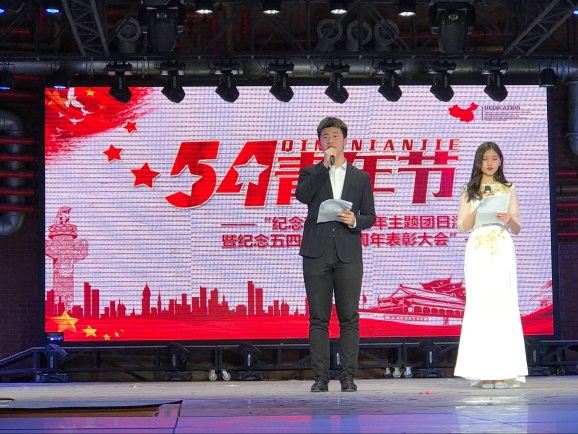 DEDICATION
QINGNIANJIE
54青年节
——"纪念 年主题团日活
暨纪念五四 周年表彰大会"